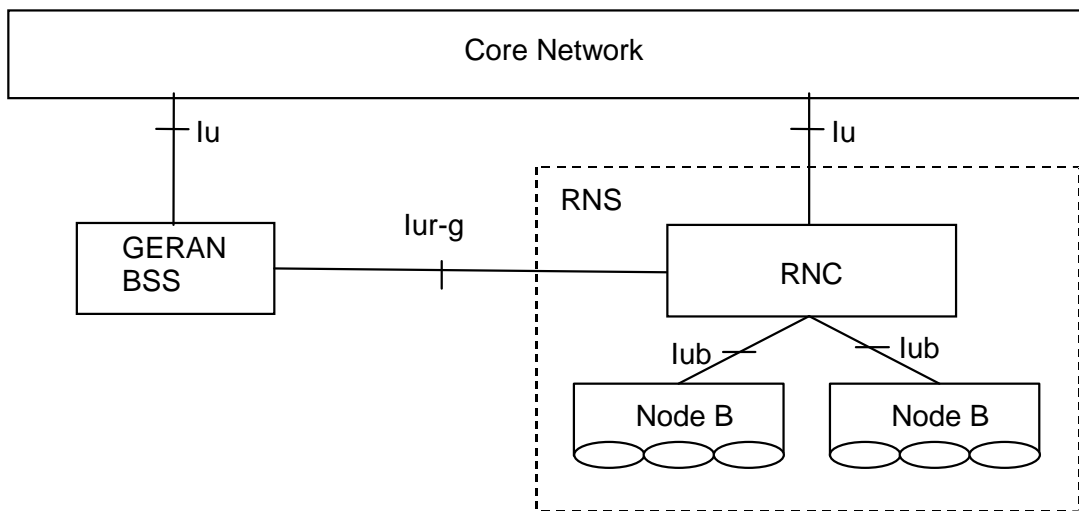 Core Network
Iu
Iu
RNS
Iur-g
GERAN
BSS
RNC
Iub
Iub
Node B
Node B